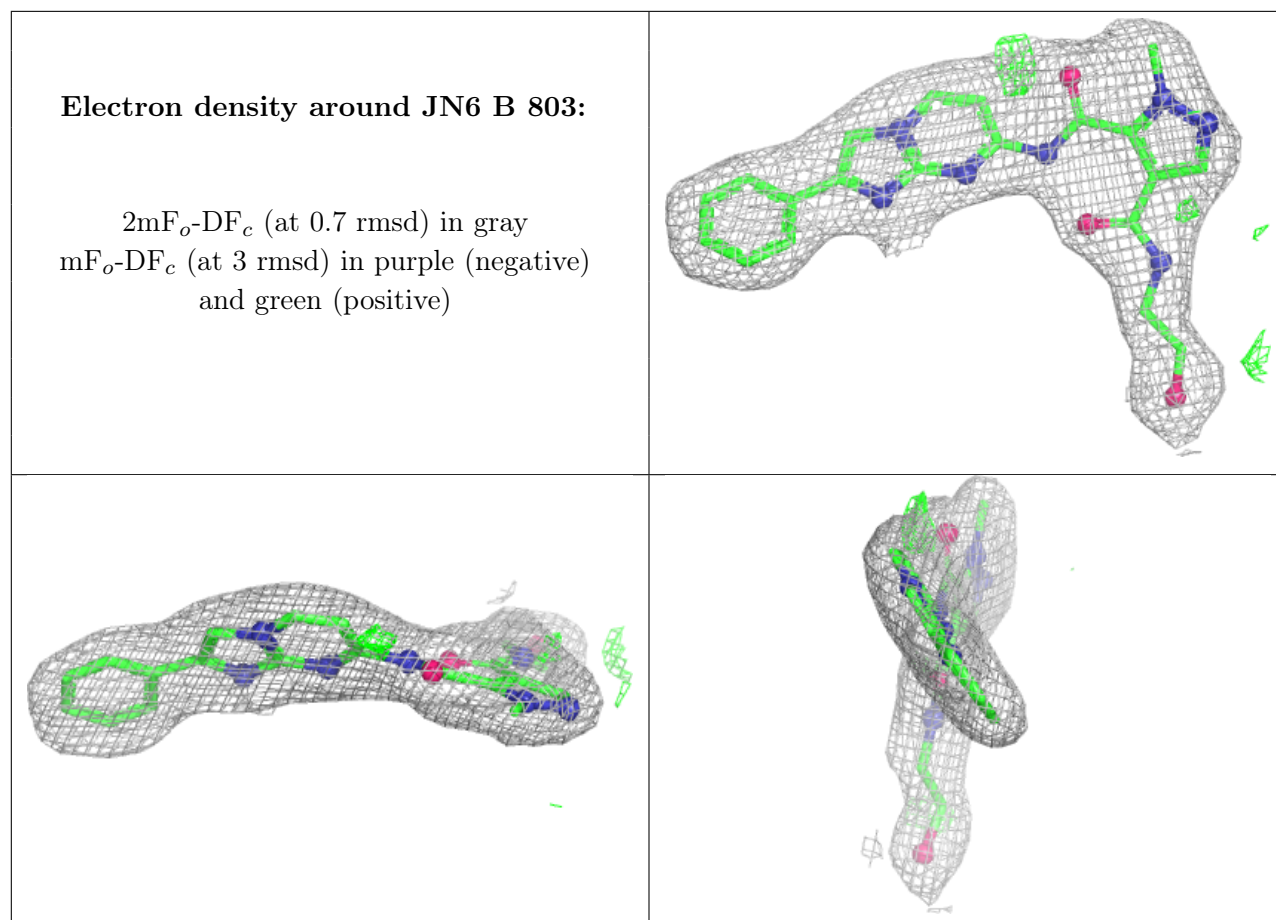 Electron density around JN6 B 803:
2mFₒ-DF𝑐 (at 0.7 rmsd) in gray
mFₒ-DF𝑐 (at 3 rmsd) in purple (negative)
and green (positive)